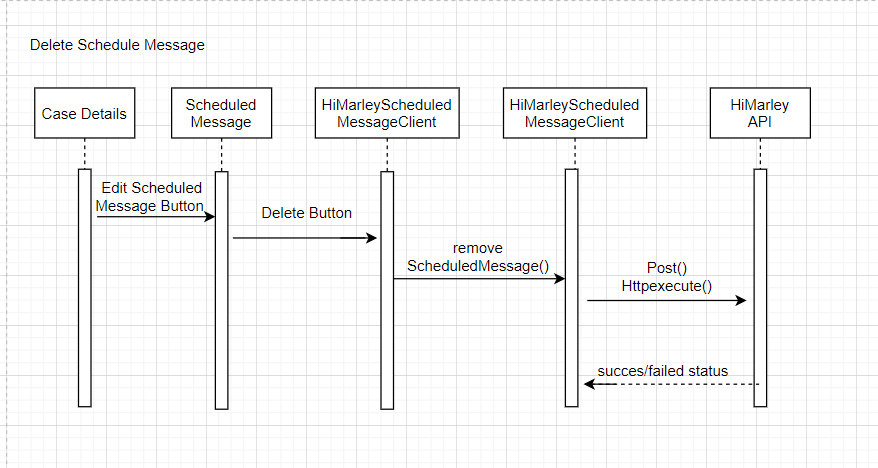 Delete Schedule Message
Case Details
Scheduled
Message
HiMarleyScheduled
MessageClient
HiMarleyScheduled
MessageClient
HiMarley
API
Edit Scheduled
Message Button
Delete Button
remove
ScheduledMessage()
Post()
Httpexecute()
succes/failed status